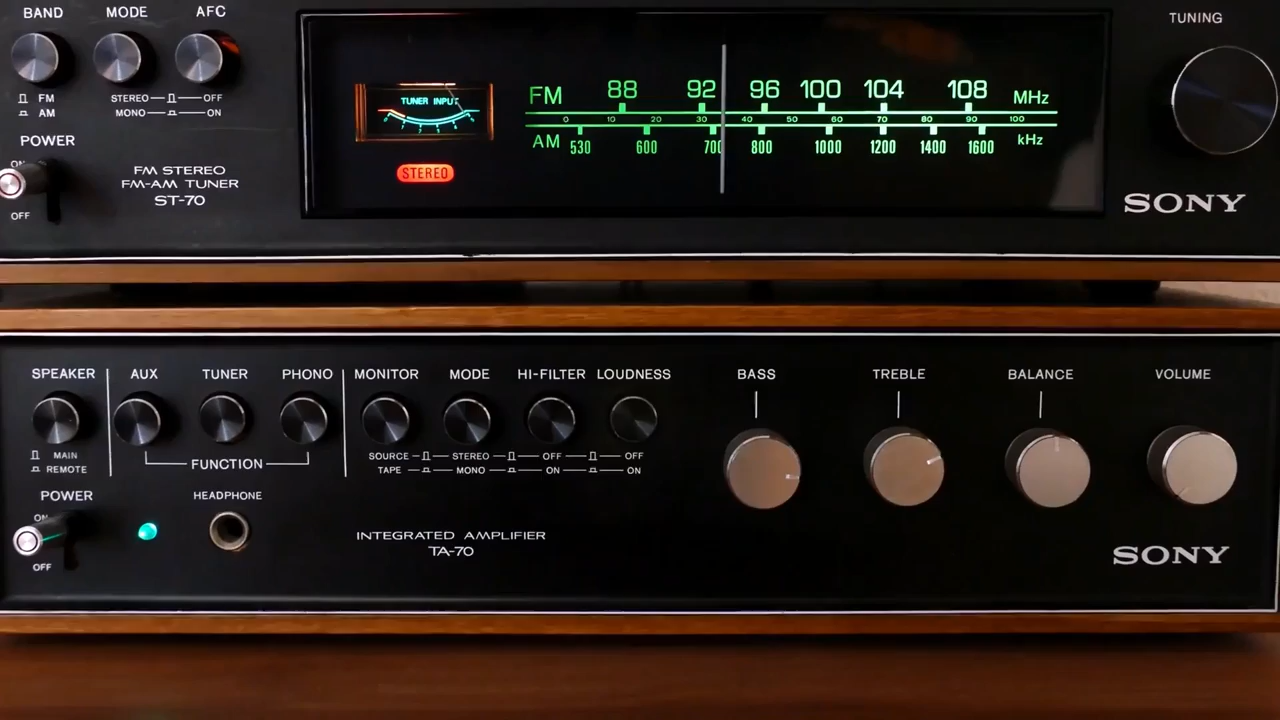 BAND MODE AFC TUNING
FM STEREO OFF
AM MONO ON
POWER
ON
OFF
FM STEREO
FM-AM TUNER
ST-70
TUNER INPUT
STEREO
FM 88 92 96 100 104 108 MHz
0 10 20 30 40 50 60 70 80 90 100
AM 530 600 700 800 1000 1200 1400 1600 kHz
SONY
SPEAKER AUX TUNER PHONO MONITOR MODE HI-FILTER LOUDNESS BASS TREBLE BALANCE VOLUME
MAIN SOURCE STEREO OFF OFF
REMOTE FUNCTION TAPE MONO ON ON
POWER HEADPHONE
ON
OFF
INTEGRATED AMPLIFIER
TA-70
SONY